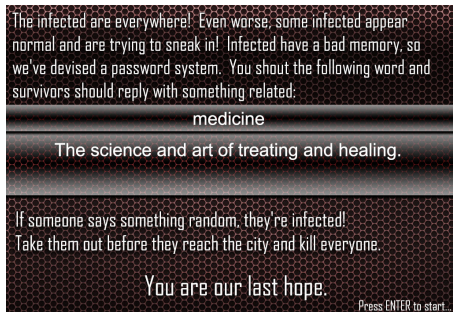 The infected are everywhere! Even worse, some infected appear
normal and are trying to sneak in! Infected have a bad memory, so
we've devised a password system. You shout the following word and
survivors should reply with something related:
medicine
The science and art of treating and healing.
If someone says something random, they're infected!
Take them out before they reach the city and kill everyone.
You are our last hope.
Press ENTER to start...